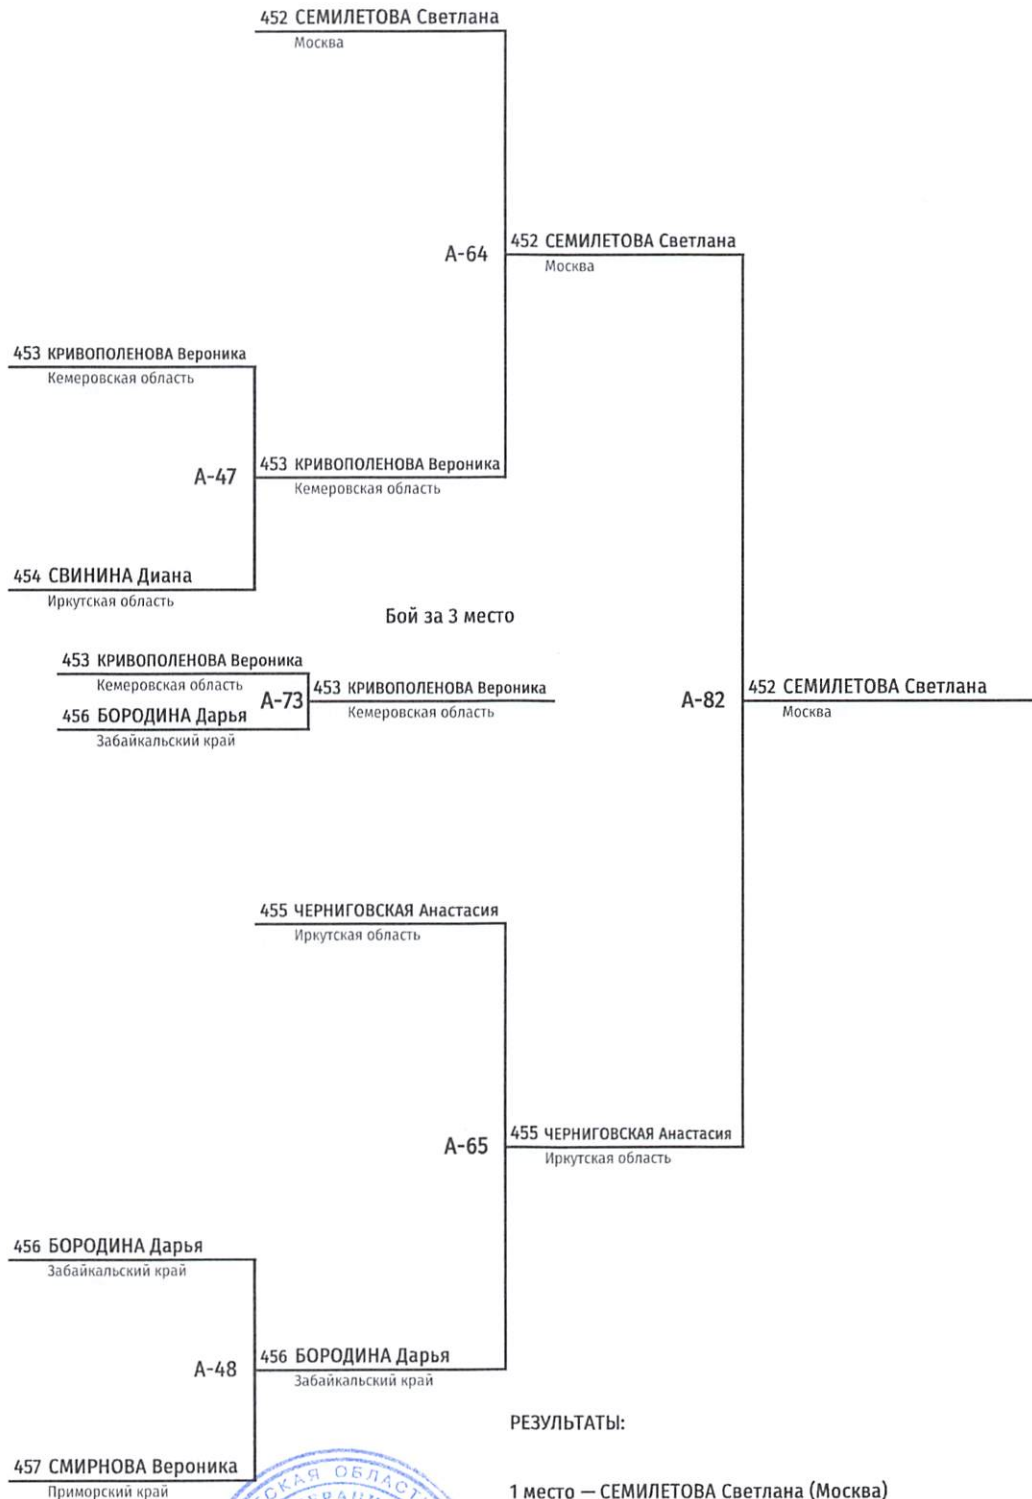 452 СЕМИЛЕТОВА Светлана
Москва
A-64
452 СЕМИЛЕТОВА Светлана
Москва
453 КРИВОПОЛЕНОВА Вероника
Кемеровская область
A-47
453 КРИВОПОЛЕНОВА Вероника
Кемеровская область
454 СВИНИНА Диана
Иркутская область
Бой за 3 место
453 КРИВОПОЛЕНОВА Вероника
Кемеровская область
A-73
453 КРИВОПОЛЕНОВА Вероника
Кемеровская область
456 БОРОДИНА Дарья
Забайкальский край
A-82
452 СЕМИЛЕТОВА Светлана
Москва
455 ЧЕРНИГОВСКАЯ Анастасия
Иркутская область
A-65
455 ЧЕРНИГОВСКАЯ Анастасия
Иркутская область
456 БОРОДИНА Дарья
Забайкальский край
A-48
456 БОРОДИНА Дарья
Забайкальский край
457 СМИРНОВА Вероника
Приморский край
РЕЗУЛЬТАТЫ:
1 место — СЕМИЛЕТОВА Светлана (Москва)